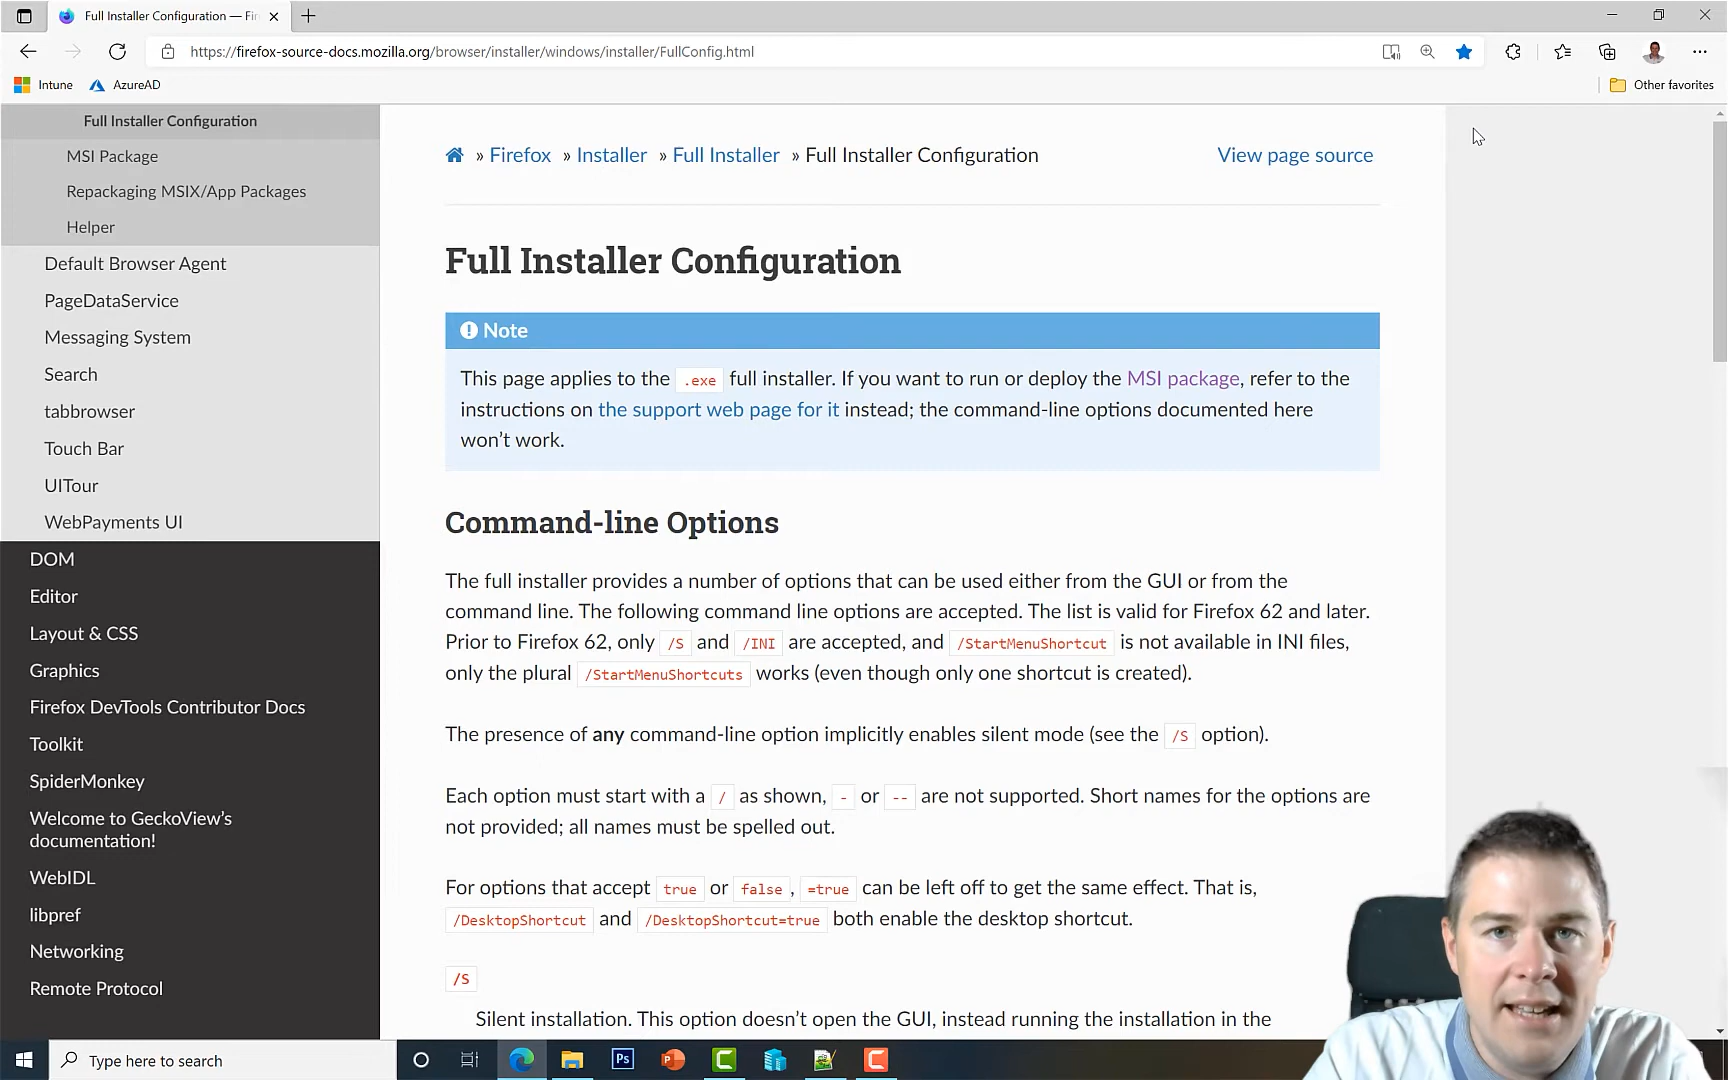 Full Installer Configuration — Fir
https://firefox-source-docs.mozilla.org/browser/installer/windows/installer/FullConfig.html
Intune
AzureAD
Other favorites
Full Installer Configuration
MSI Package
Repackaging MSIX/App Packages
Helper
Default Browser Agent
PageDataService
Messaging System
Search
tabbrowser
Touch Bar
UITour
WebPayments UI
DOM
Editor
Layout & CSS
Graphics
Firefox DevTools Contributor Docs
Toolkit
SpiderMonkey
Welcome to GeckoView’s
documentation!
WebIDL
libpref
Networking
Remote Protocol
» Firefox » Installer » Full Installer » Full Installer Configuration
View page source
Full Installer Configuration
Note
This page applies to the .exe full installer. If you want to run or deploy the MSI package, refer to the
instructions on the support web page for it instead; the command-line options documented here
won’t work.
Command-line Options
The full installer provides a number of options that can be used either from the GUI or from the
command line. The following command line options are accepted. The list is valid for Firefox 62 and later.
Prior to Firefox 62, only /S and /INI are accepted, and /StartMenuShortcut is not available in INI files,
only the plural /StartMenuShortcuts works (even though only one shortcut is created).
The presence of any command-line option implicitly enables silent mode (see the /S option).
Each option must start with a / as shown, - or -- are not supported. Short names for the options are
not provided; all names must be spelled out.
For options that accept true or false, =true can be left off to get the same effect. That is,
/DesktopShortcut and /DesktopShortcut=true both enable the desktop shortcut.
/S
Silent installation. This option doesn’t open the GUI, instead running the installation in the
Type here to search
Ps
P
C
C